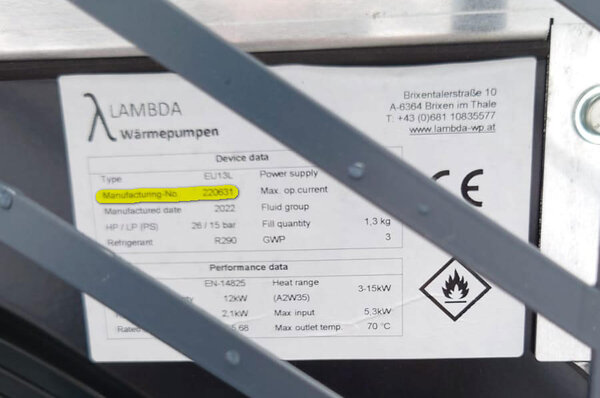 λ LAMBDA
Wärmepumpen
Brixentalerstraße 10
A-6364 Brixen im Thale
T: +43 (0)681 10835577
www.lambda-wp.at
Device data
Type EU13L Power supply
Manufacturing-No. 220631 Max. op.current
Manufactured date 2022 Fluid group
HP / LP (PS) 26 / 15 bar Fill quantity 1,3 kg
Refrigerant R290 GWP 3
CE
Performance data
EN-14825 Heat range 3-15kW
12kW (A2W35)
2,1kW Max input 5,3kW
Rated 5,68 Max outlet temp. 70 °C